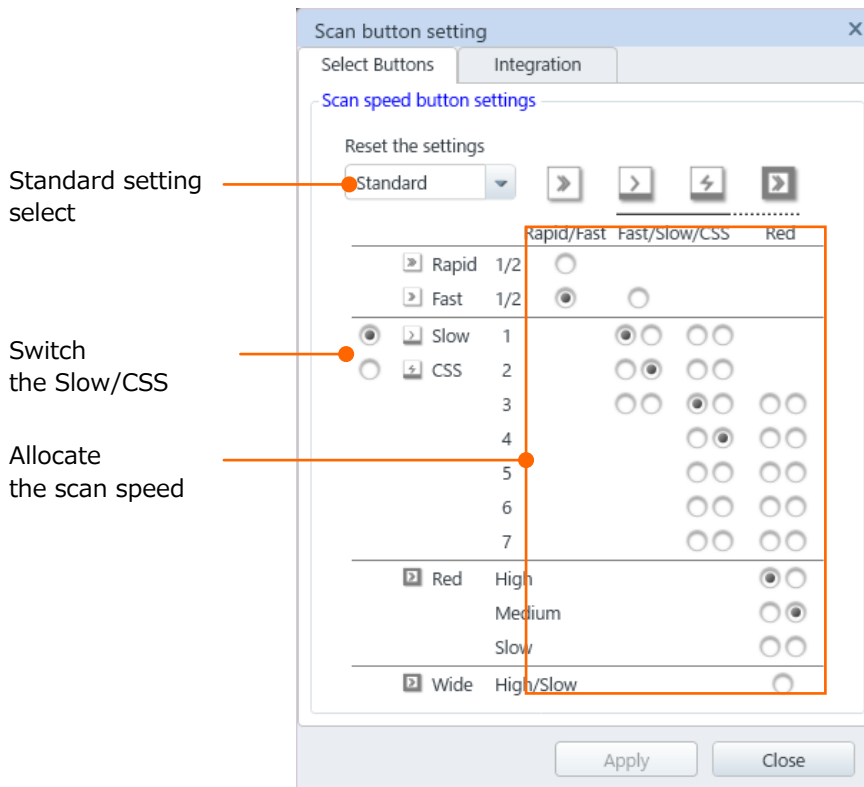 Scan button setting
Select Buttons Integration
Scan speed button settings
Reset the settings
Standard setting
select
Standard
Rapid/Fast Fast/Slow/CSS Red
Rapid 1/2
Fast 1/2
Switch
the Slow/CSS
Slow 1
CSS 2
3
4
Allocate
the scan speed
5
6
7
Red High
Medium
Slow
Wide High/Slow
Apply Close